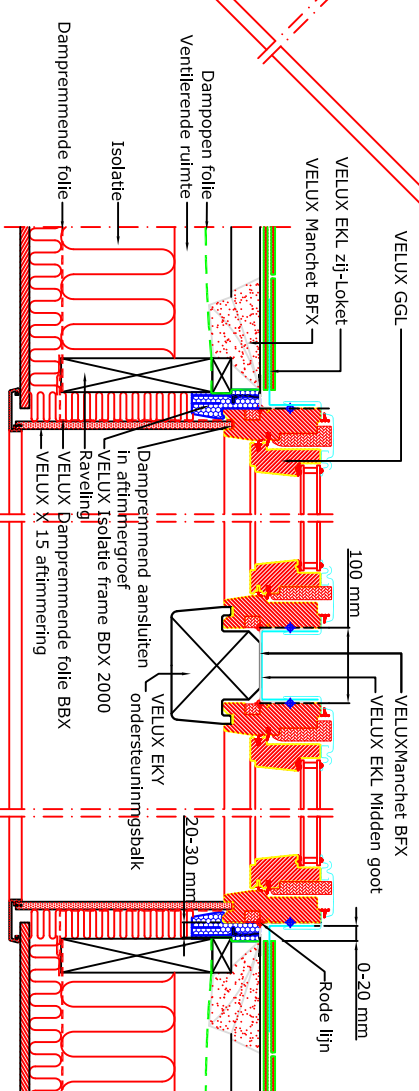 VELUX GGL
VELUX EKL zij-Loket
VELUX Manchet BFX
Dampopen folie
Ventilerende ruimte
Isolatie
Dampremmende folie
100 mm
VELUXManchet BFX
VELUX EKL Midden goot
0-20 mm
Rode lijn
20-30 mm
VELUX EKY
ondersteuninmgsbalk
Dampremmend aansluiten
in aftimmergroef
VELUX Isolatie frame BDX 2000
Raveling
VELUX Dampremmende folie BBX
VELUX X 15 aftimmering